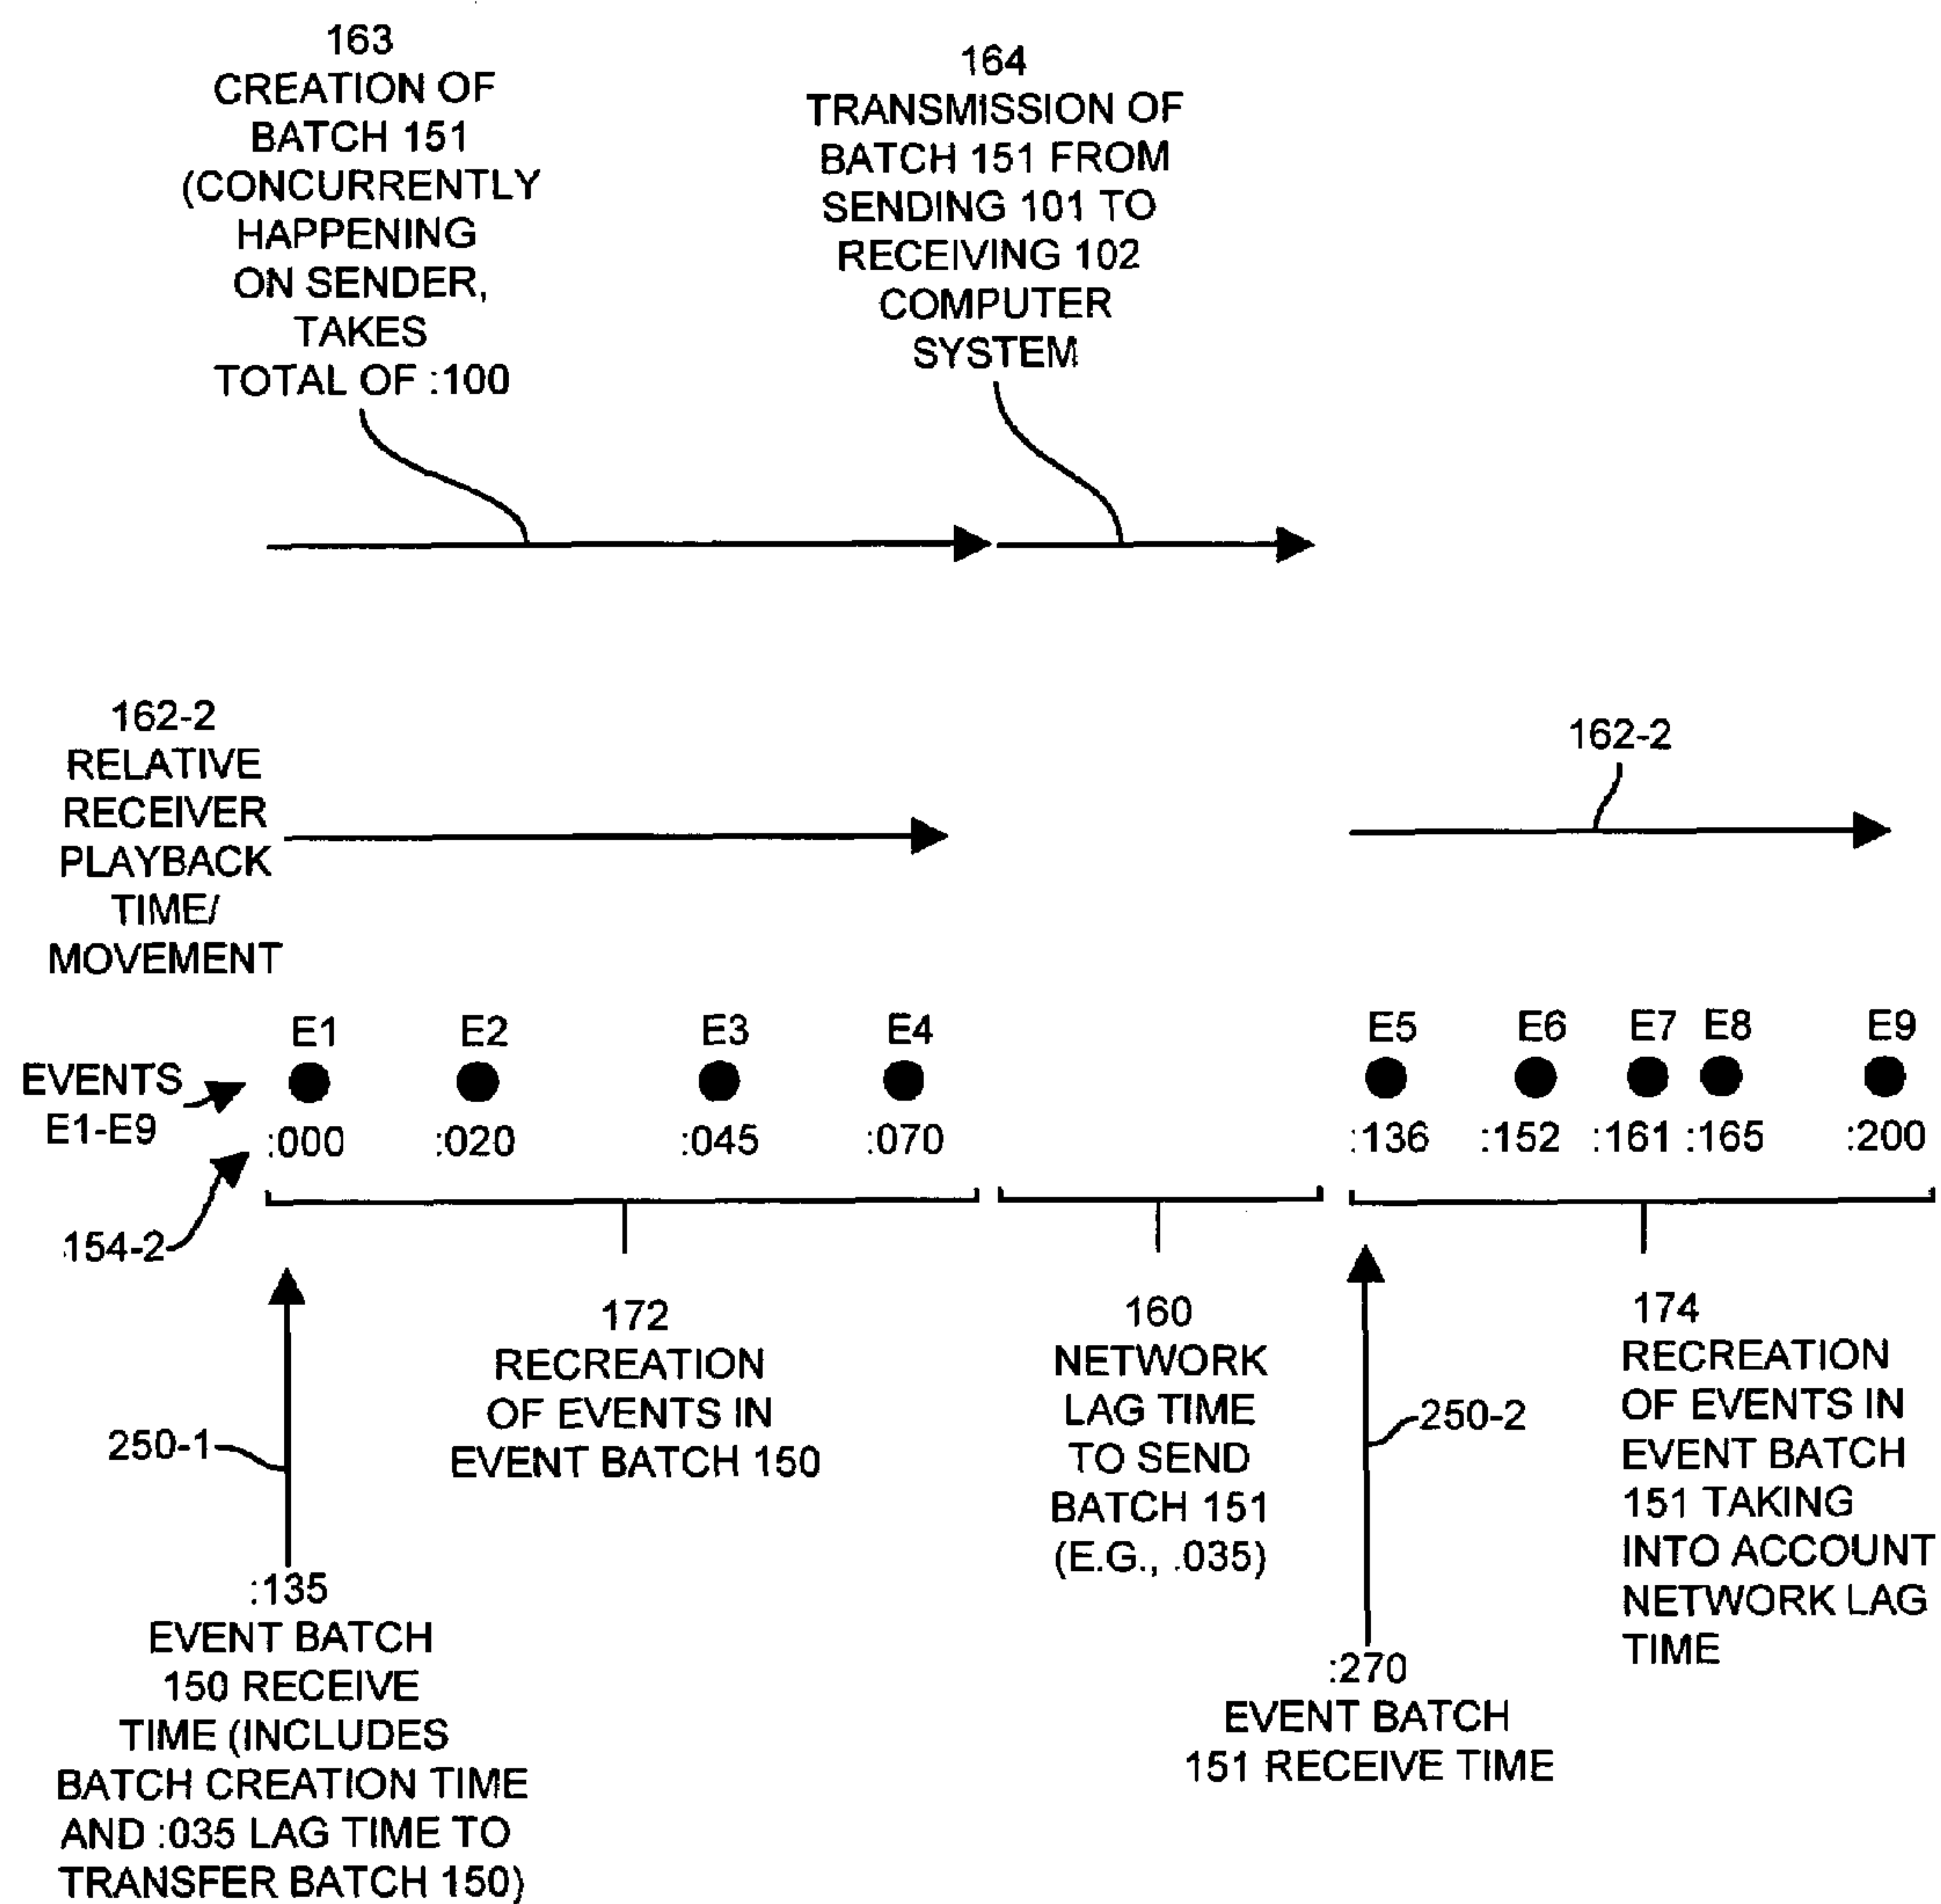 163
CREATION OF
BATCH 151
(CONCURRENTLY
HAPPENING
ON SENDER,
TAKES
TOTAL OF :100
164
TRANSMISSION OF
BATCH 151 FROM
SENDING 101 TO
RECEIVING 102
COMPUTER
SYSTEM
162-2
RELATIVE
RECEIVER
PLAYBACK
TIME/
MOVEMENT
162-2
EVENTS
E1-E9
E1 E2 E3 E4 E5 E6 E7 E8 E9
:000 :020 :045 :070 :136 :152 :161 :165 :200
154-2
250-1
:135
EVENT BATCH
150 RECEIVE
TIME (INCLUDES
BATCH CREATION TIME
AND :035 LAG TIME TO
TRANSFER BATCH 150)
172
RECREATION
OF EVENTS IN
EVENT BATCH 150
160
NETWORK
LAG TIME
TO SEND
BATCH 151
(E.G., .035)
250-2
:270
EVENT BATCH
151 RECEIVE TIME
174
RECREATION
OF EVENTS IN
EVENT BATCH
151 TAKING
INTO ACCOUNT
NETWORK LAG
TIME